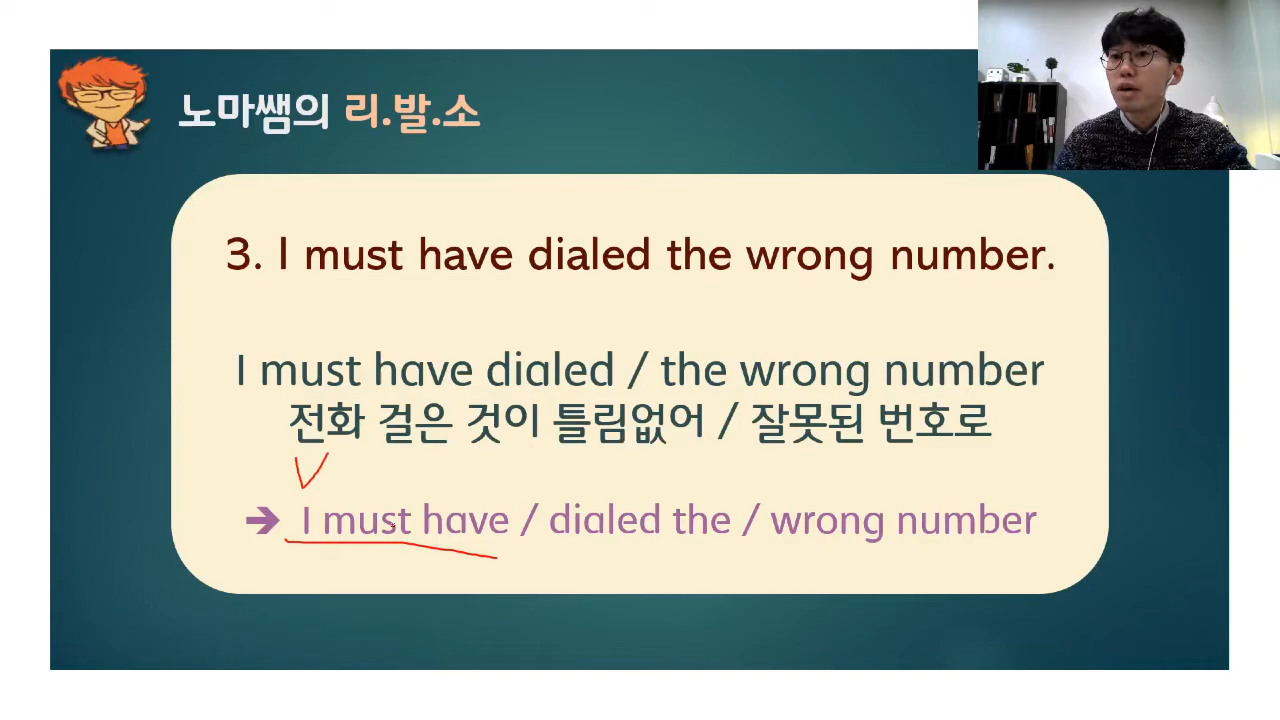 노마쌤의 리.발.소
3. I must have dialed the wrong number.
I must have dialed / the wrong number
전화 걸은 것이 틀림없어 / 잘못된 번호로
➔ I must have / dialed the / wrong number